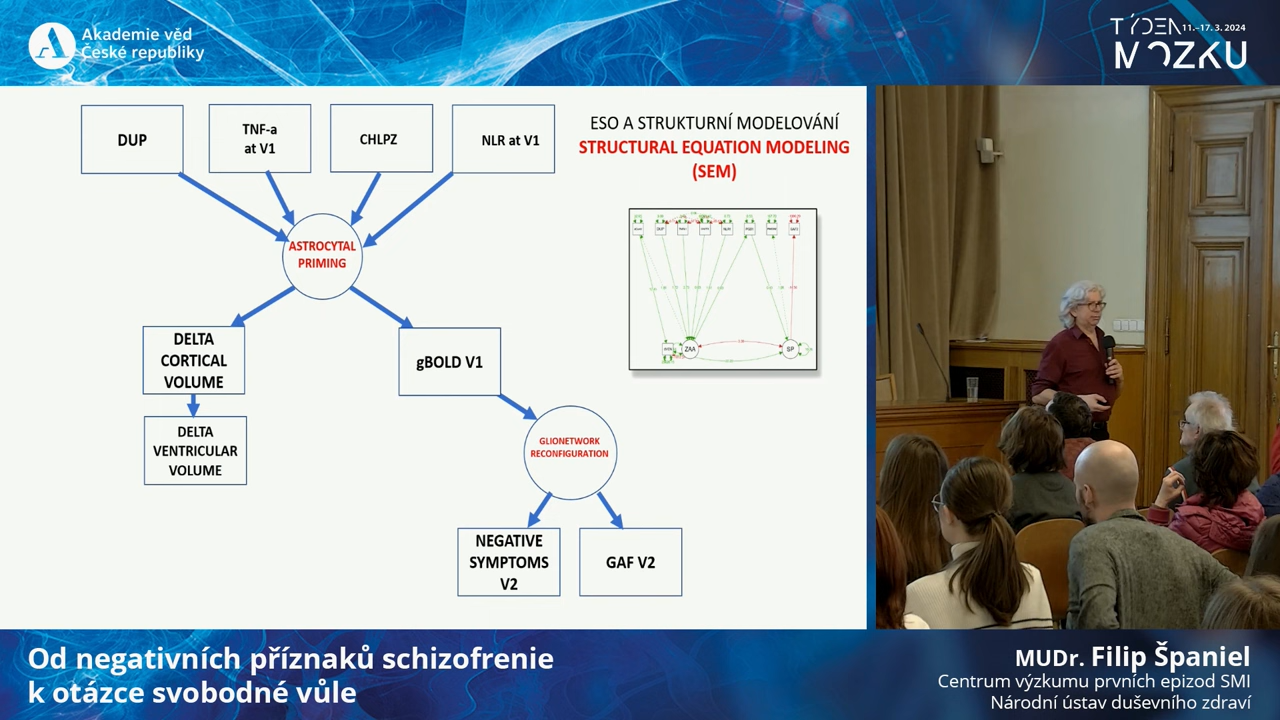 Akademie věd
České republiky
TÝDEN 11.–17. 3. 2024
MOZKU
DUP
TNF-a
at V1
CHLPZ
NLR at V1
ESO A STRUKTURNÍ MODELOVÁNÍ
STRUCTURAL EQUATION MODELING
(SEM)
ASTROCYTAL
PRIMING
DELTA
CORTICAL
VOLUME
gBOLD V1
ZAA
SP
DELTA
VENTRICULAR
VOLUME
GLIONETWORK
RECONFIGURATION
NEGATIVE
SYMPTOMS
V2
GAF V2
Od negativních příznaků schizofrenie
k otázce svobodné vůle
MUDr. Filip Španiel
Centrum výzkumu prvních epizod SMI
Národní ústav duševního zdraví